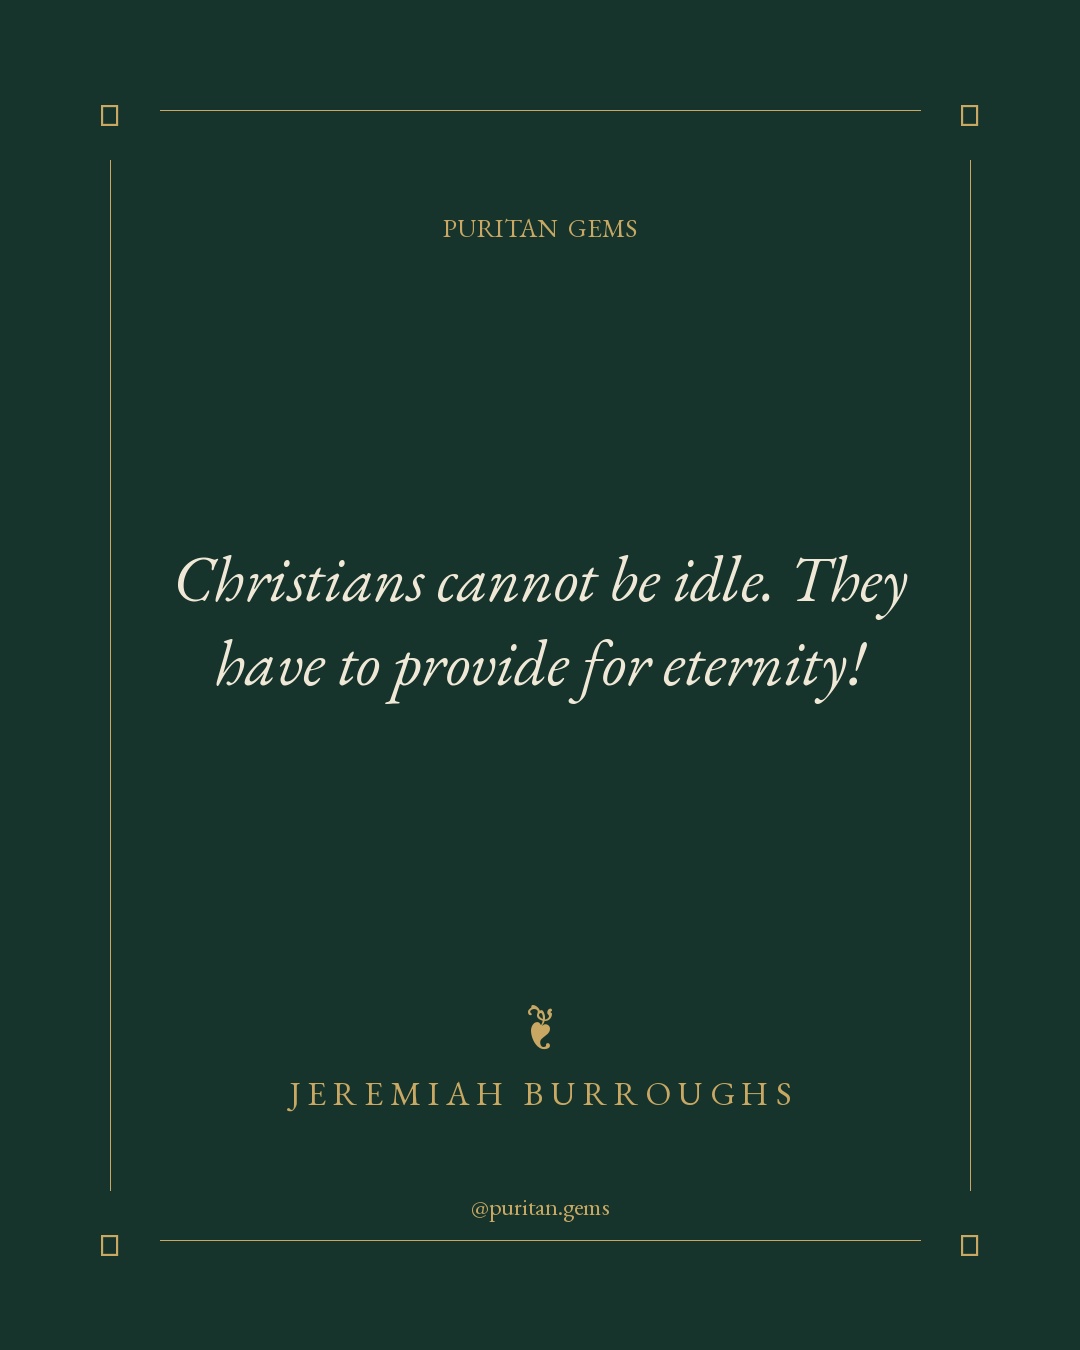 PURITAN GEMS
Christians cannot be idle. They
have to provide for eternity!
❦
JEREMIAH BURROUGHS
@puritan.gems